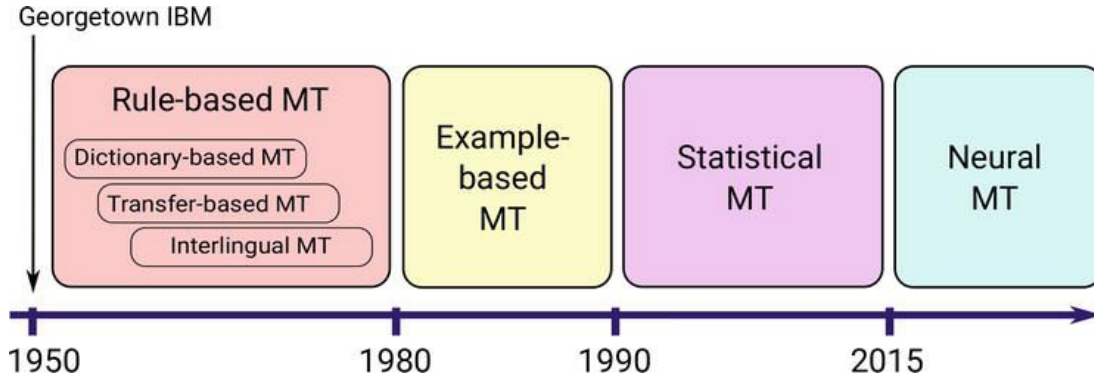 Georgetown IBM
Rule-based MT
Dictionary-based MT
Transfer-based MT
Interlingual MT
Example-
based
MT
Statistical
MT
Neural
MT
1950
1980
1990
2015